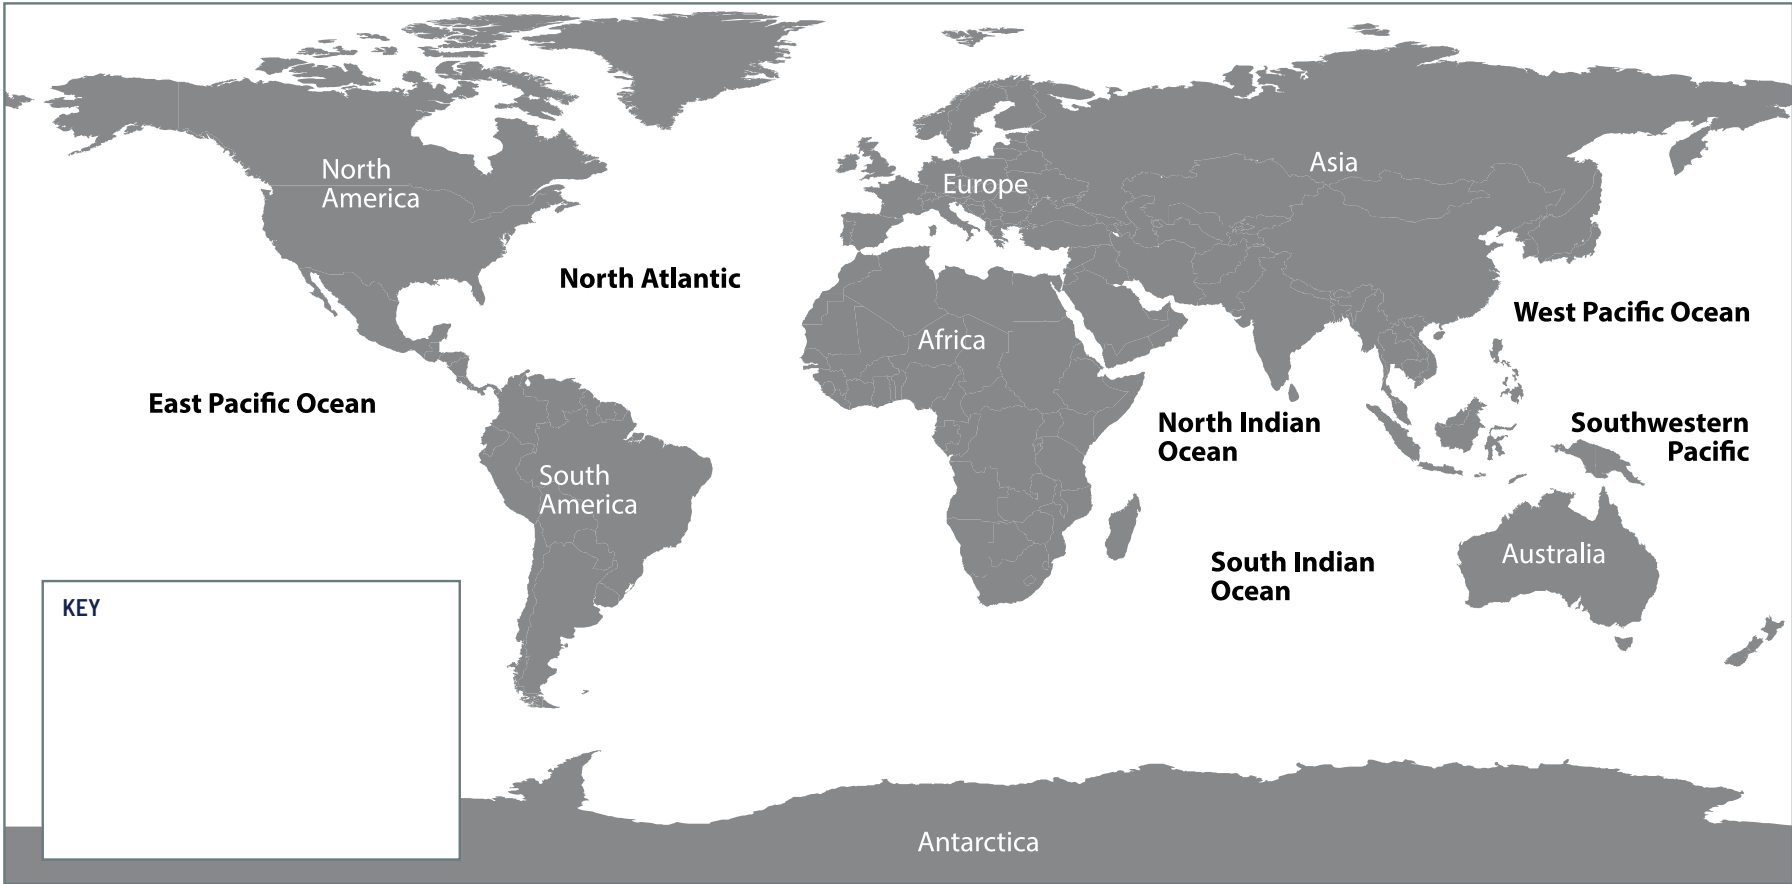 North
America
Europe
Asia
North Atlantic
West Pacific Ocean
Africa
East Pacific Ocean
North Indian
Ocean
Southwestern
Pacific
South
America
South Indian
Ocean
Australia
KEY
Antarctica